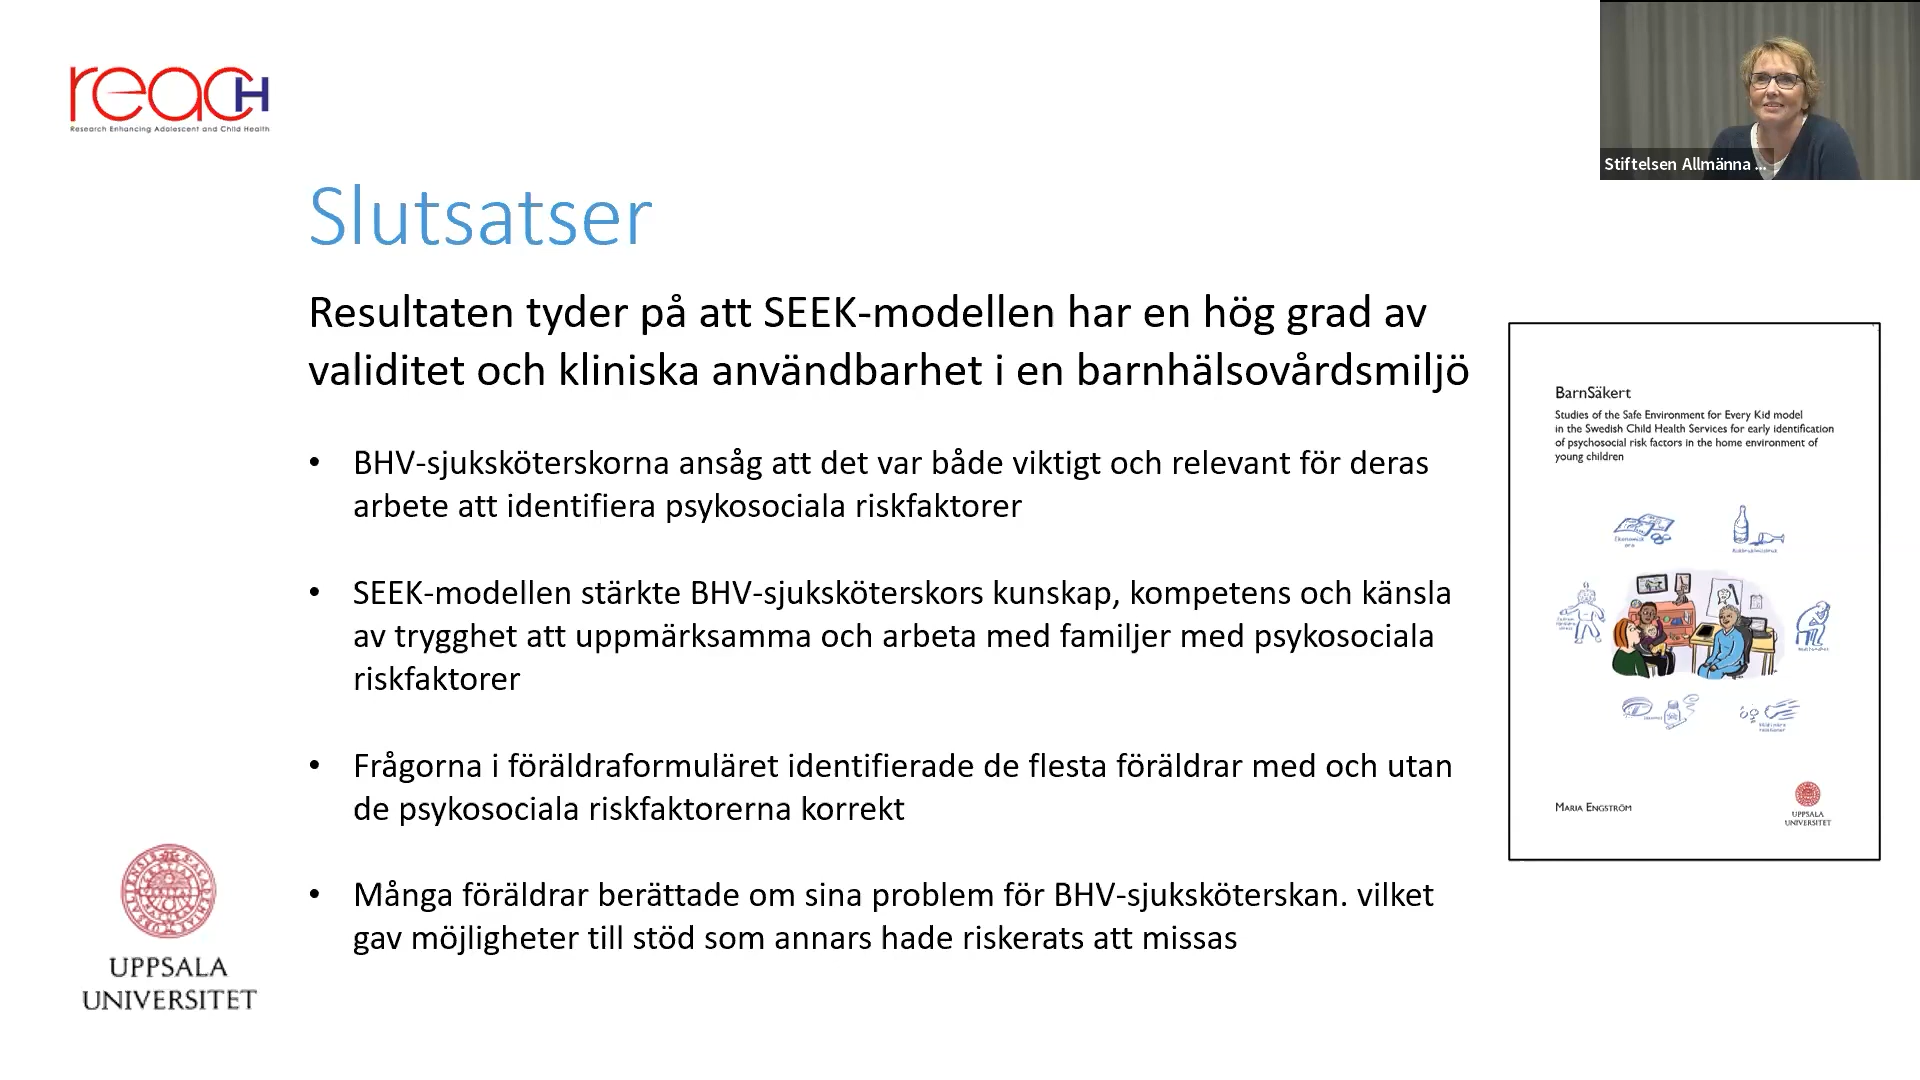 reacH
Research Enhancing Adolescent and Child Health
Stiftelsen Allmänna ...
Slutsatser
Resultaten tyder på att SEEK-modellen har en hög grad av
validitet och kliniska användbarhet i en barnhälsovårdsmiljö
• BHV-sjuksköterskorna ansåg att det var både viktigt och relevant för deras
arbete att identifiera psykosociala riskfaktorer
• SEEK-modellen stärkte BHV-sjuksköterskors kunskap, kompetens och känsla
av trygghet att uppmärksamma och arbeta med familjer med psykosociala
riskfaktorer
• Frågorna i föräldraformuläret identifierade de flesta föräldrar med och utan
de psykosociala riskfaktorerna korrekt
• Många föräldrar berättade om sina problem för BHV-sjuksköterskan. vilket
gav möjligheter till stöd som annars hade riskerats att missas
BarnSäkert
Studies of the Safe Environment for Every Kid model
in the Swedish Child Health Services for early identification
of psychosocial risk factors in the home environment of
young children
MARIA ENGSTRÖM
UPPSALA
UNIVERSITET
UPPSALA
UNIVERSITET